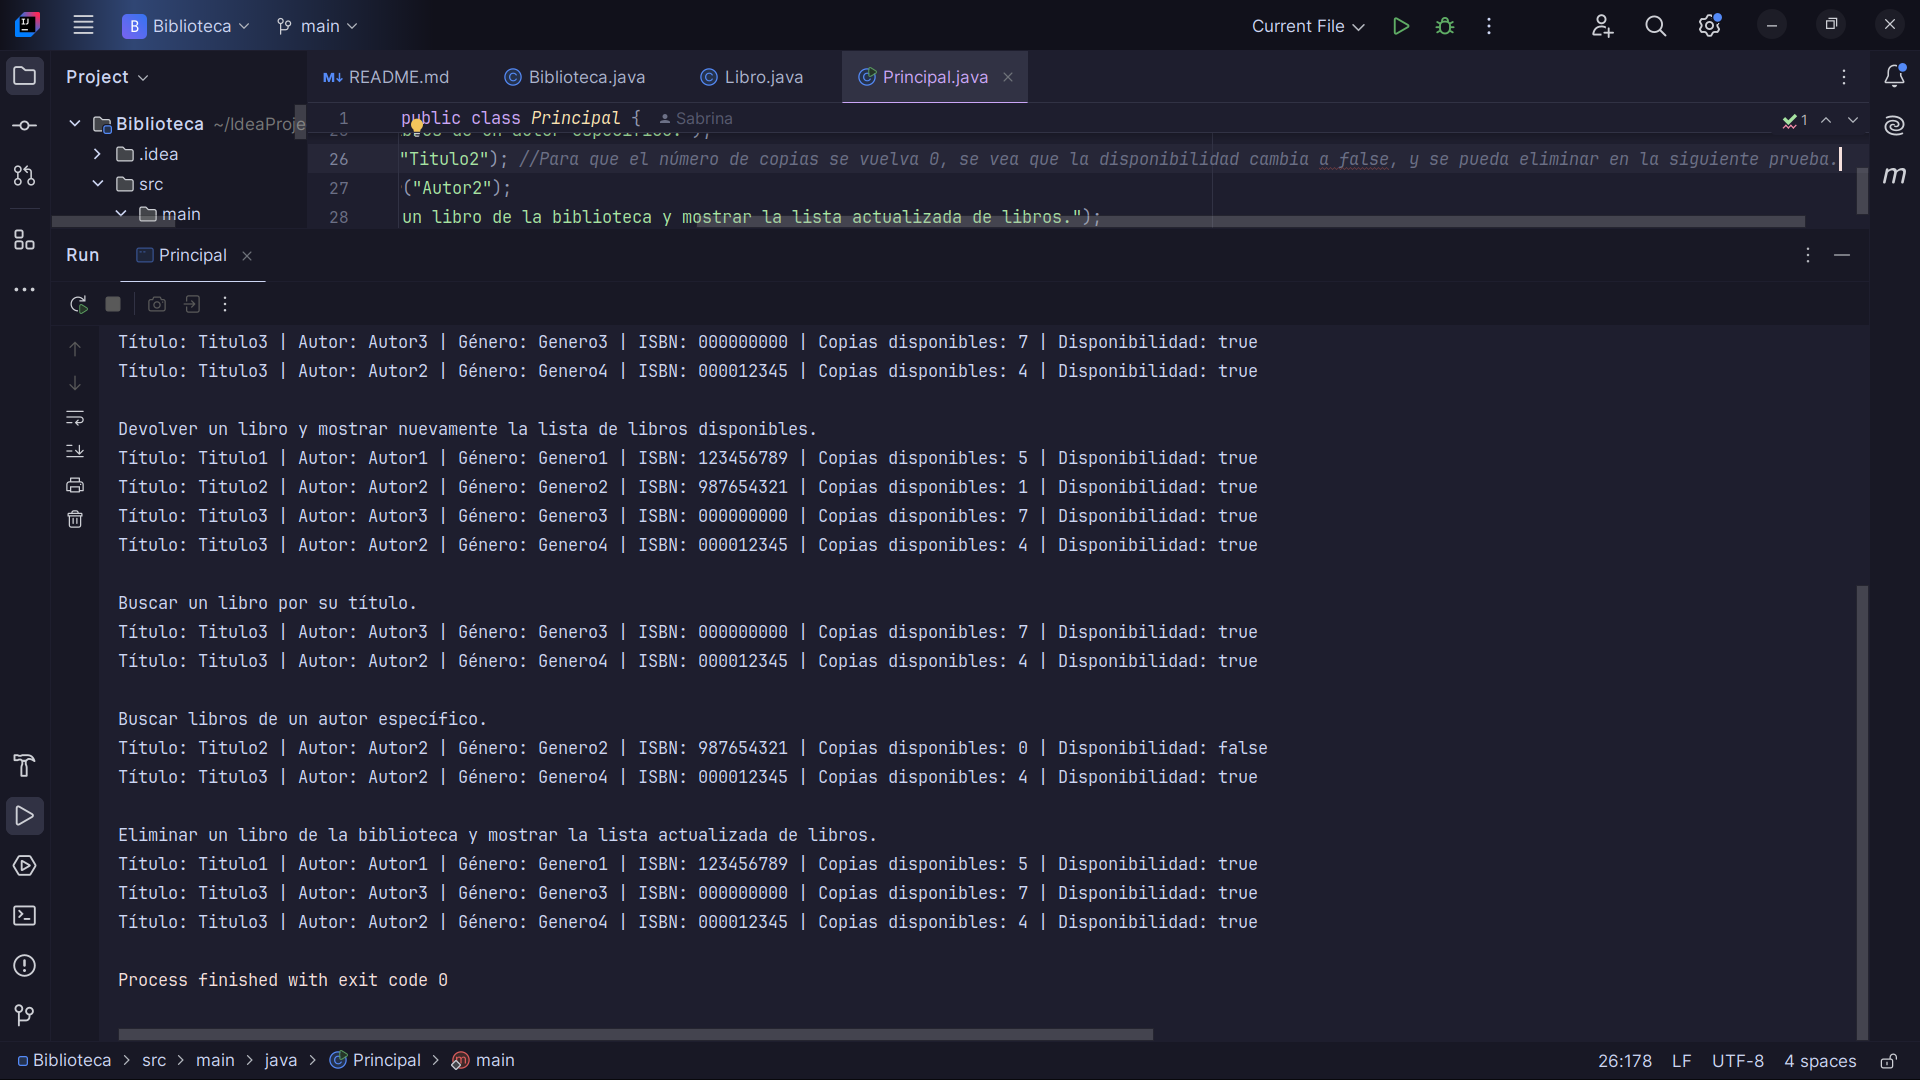 B Biblioteca main Current File
Project README.md Biblioteca.java Libro.java Principal.java
1 public class Principal { Sabrina 1
Biblioteca ~/IdeaProje
.idea
src
main
26 "Titulo2"); //Para que el número de copias se vuelva 0, se vea que la disponibilidad cambia a false, y se pueda eliminar en la siguiente prueba.
27 ("Autor2");
28 un libro de la biblioteca y mostrar la lista actualizada de libros.");
Run Principal
Título: Titulo3 | Autor: Autor3 | Género: Genero3 | ISBN: 000000000 | Copias disponibles: 7 | Disponibilidad: true
Título: Titulo3 | Autor: Autor2 | Género: Genero4 | ISBN: 000012345 | Copias disponibles: 4 | Disponibilidad: true
Devolver un libro y mostrar nuevamente la lista de libros disponibles.
Título: Titulo1 | Autor: Autor1 | Género: Genero1 | ISBN: 123456789 | Copias disponibles: 5 | Disponibilidad: true
Título: Titulo2 | Autor: Autor2 | Género: Genero2 | ISBN: 987654321 | Copias disponibles: 1 | Disponibilidad: true
Título: Titulo3 | Autor: Autor3 | Género: Genero3 | ISBN: 000000000 | Copias disponibles: 7 | Disponibilidad: true
Título: Titulo3 | Autor: Autor2 | Género: Genero4 | ISBN: 000012345 | Copias disponibles: 4 | Disponibilidad: true
Buscar un libro por su título.
Título: Titulo3 | Autor: Autor3 | Género: Genero3 | ISBN: 000000000 | Copias disponibles: 7 | Disponibilidad: true
Título: Titulo3 | Autor: Autor2 | Género: Genero4 | ISBN: 000012345 | Copias disponibles: 4 | Disponibilidad: true
Buscar libros de un autor específico.
Título: Titulo2 | Autor: Autor2 | Género: Genero2 | ISBN: 987654321 | Copias disponibles: 0 | Disponibilidad: false
Título: Titulo3 | Autor: Autor2 | Género: Genero4 | ISBN: 000012345 | Copias disponibles: 4 | Disponibilidad: true
Eliminar un libro de la biblioteca y mostrar la lista actualizada de libros.
Título: Titulo1 | Autor: Autor1 | Género: Genero1 | ISBN: 123456789 | Copias disponibles: 5 | Disponibilidad: true
Título: Titulo3 | Autor: Autor3 | Género: Genero3 | ISBN: 000000000 | Copias disponibles: 7 | Disponibilidad: true
Título: Titulo3 | Autor: Autor2 | Género: Genero4 | ISBN: 000012345 | Copias disponibles: 4 | Disponibilidad: true
Process finished with exit code 0
Biblioteca > src > main > java > Principal > main 26:178 LF UTF-8 4 spaces